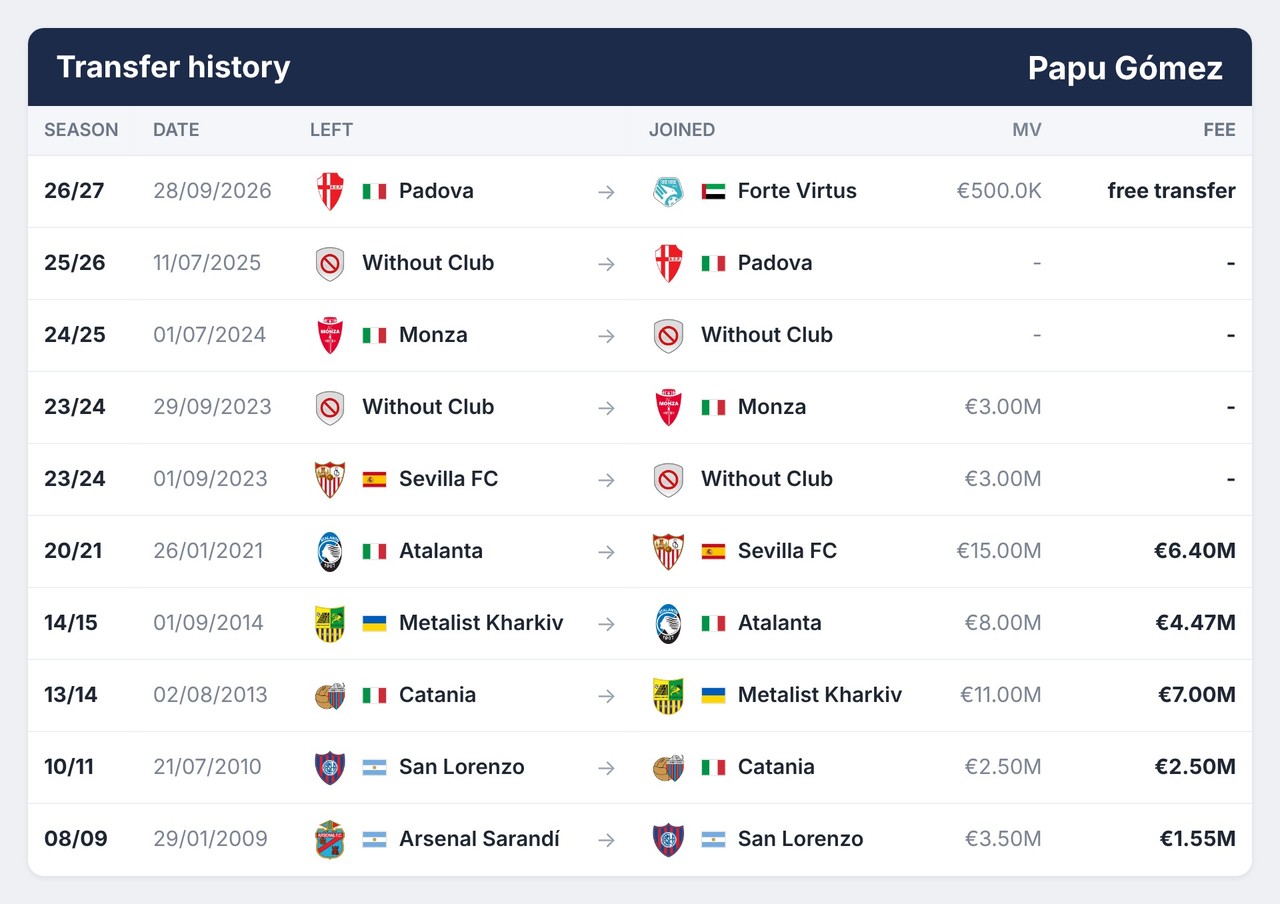 Transfer history Papu Gómez
SEASON DATE LEFT JOINED MV FEE
26/27 28/09/2026 Padova → Forte Virtus €500.0K free transfer
25/26 11/07/2025 Without Club → Padova - -
24/25 01/07/2024 Monza → Without Club - -
23/24 29/09/2023 Without Club → Monza €3.00M -
23/24 01/09/2023 Sevilla FC → Without Club €3.00M -
20/21 26/01/2021 Atalanta → Sevilla FC €15.00M €6.40M
14/15 01/09/2014 Metalist Kharkiv → Atalanta €8.00M €4.47M
13/14 02/08/2013 Catania → Metalist Kharkiv €11.00M €7.00M
10/11 21/07/2010 San Lorenzo → Catania €2.50M €2.50M
08/09 29/01/2009 Arsenal Sarandí → San Lorenzo €3.50M €1.55M